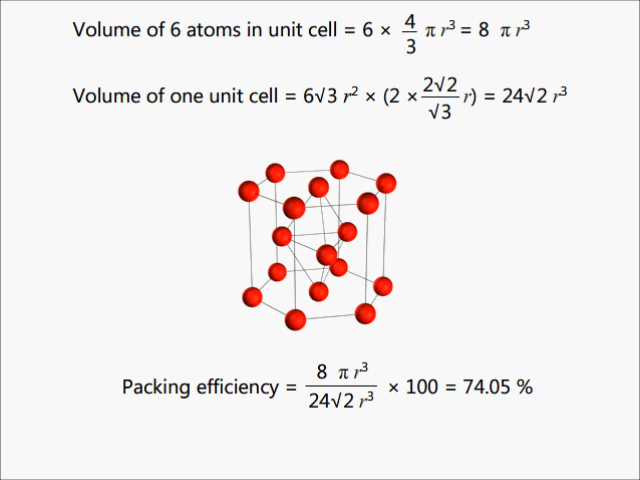 Volume of 6 atoms in unit cell = 6 × 4/3 π r³ = 8 π r³
Volume of one unit cell = 6√3 r² × (2 × 2√2/√3 r) = 24√2 r³
Packing efficiency = 8 π r³/24√2 r³ × 100 = 74.05 %